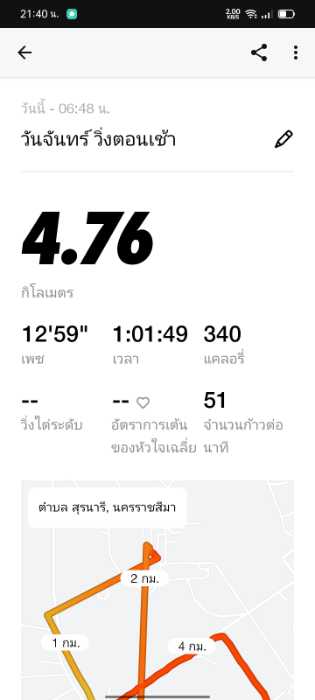 21:40 น.
2.00 KB/S
วันนี้ - 06:48 น.
วันจันทร์ วิ่งตอนเช้า
4.76
กิโลเมตร
12'59" 1:01:49 340
เพซ เวลา แคลอรี่
-- -- 51
วิ่งไต่ระดับ อัตราการเต้นของหัวใจเฉลี่ย จำนวนก้าวต่อนาที
ตำบล สุรนารี, นครราชสีมา
2 กม.
1 กม.
4 กม.